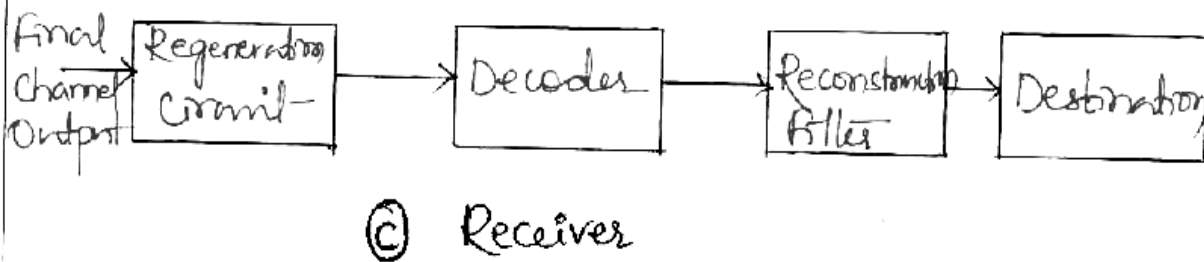 Final
Channel
Output
Regeneration
Circuit
Decoder
Reconstruction
filter
Destination
(c) Receiver